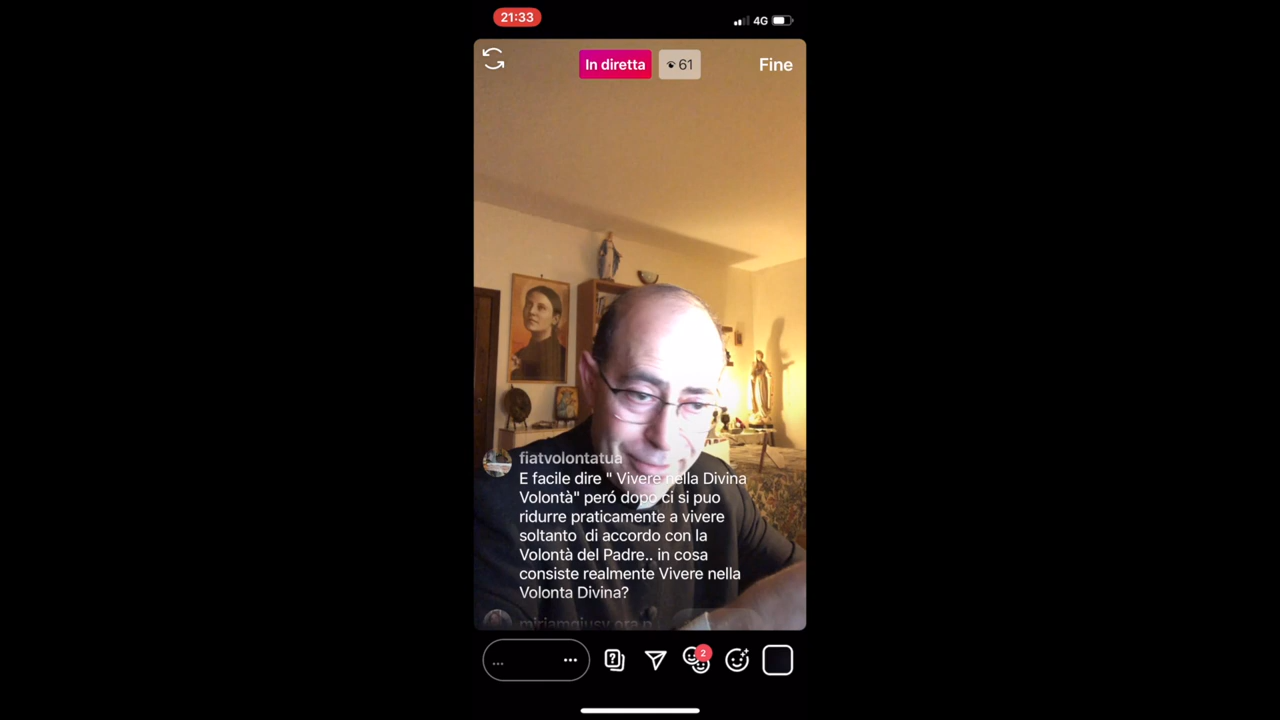 21:33
4G
In diretta
61
Fine
fiatvolontatua
E facile dire " Vivere nella Divina
Volontà" peró dopo ci si puo
ridurre praticamente a vivere
soltanto di accordo con la
Volontà del Padre.. in cosa
consiste realmente Vivere nella
Volonta Divina?
miriamgiusy ora p
...
2